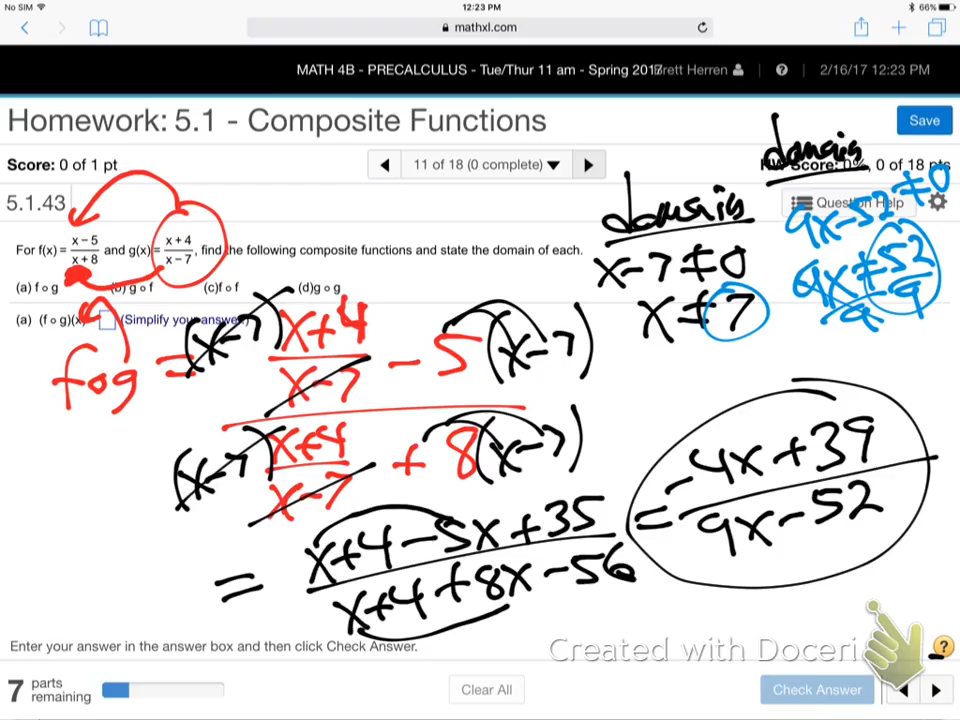 No SIM 12:23 PM 66%
mathxl.com
MATH 4B - PRECALCULUS - Tue/Thur 11 am - Spring 2017 Brett Herren 2/16/17 12:23 PM
Homework: 5.1 - Composite Functions Save
Score: 0 of 1 pt 11 of 18 (0 complete) HW Score: 0%, 0 of 18 pts
5.1.43 Question Help
For f(x) = (x − 5)/(x + 8) and g(x) = (x + 4)/(x − 7), find the following composite functions and state the domain of each.
(a) f ∘ g (b) g ∘ f (c) f ∘ f (d) g ∘ g
(a) (f ∘ g)(x) = (Simplify your answer.)
domain
x − 7 ≠ 0
x ≠ 7
domain
9x − 52 ≠ 0
9x/9 ≠ 52/9
f∘g = ((x−7) (x+4)/(x−7) − 5(x−7)) / ((x−7) (x+4)/(x−7) + 8(x−7))
= (x+4−5x+35)/(x+4+8x−56) = (−4x+39)/(9x−52)
Enter your answer in the answer box and then click Check Answer.
Created with Doceri
?
7 parts remaining Clear All Check Answer